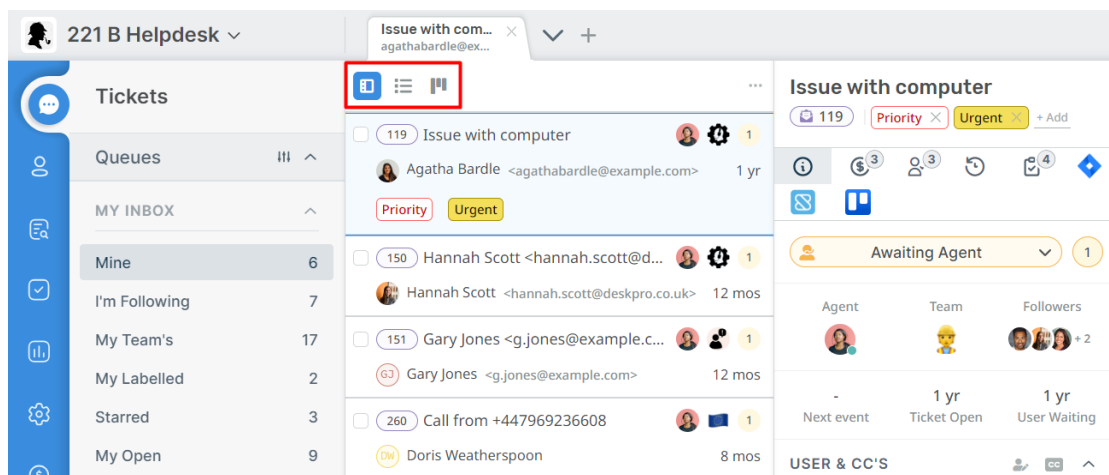 221 B Helpdesk
Issue with com...
agathabardle@ex...
Tickets
Queues
MY INBOX
Mine 6
I'm Following 7
My Team's 17
My Labelled 2
Starred 3
My Open 9
119 Issue with computer 1
Agatha Bardle <agathabardle@example.com> 1 yr
Priority Urgent
150 Hannah Scott <hannah.scott@d... 1
Hannah Scott <hannah.scott@deskpro.co.uk> 12 mos
151 Gary Jones <g.jones@example.c... 1
GJ Gary Jones <g.jones@example.com> 12 mos
260 Call from +447969236608 1
DW Doris Weatherspoon 8 mos
Issue with computer
119 Priority Urgent + Add
3 3 4
Awaiting Agent 1
Agent Team Followers
+ 2
- 1 yr 1 yr
Next event Ticket Open User Waiting
USER & CC'S CC